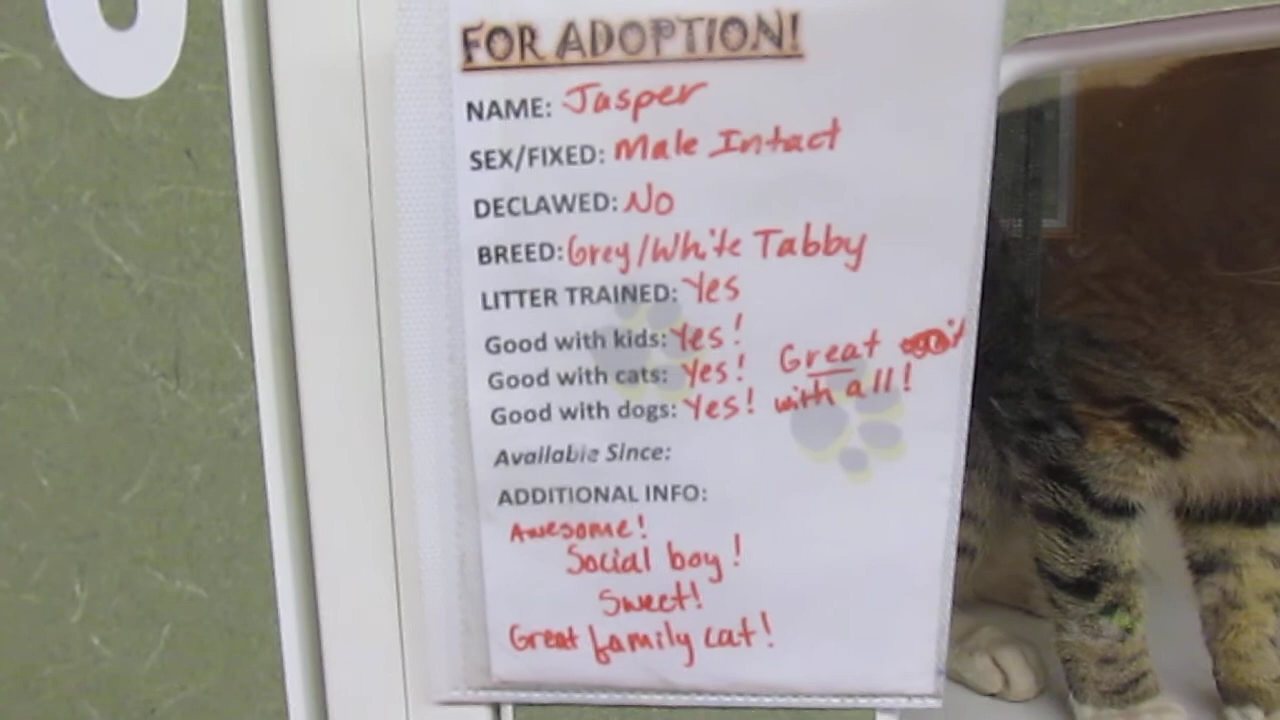 FOR ADOPTION!
NAME: Jasper
SEX/FIXED: Male Intact
DECLAWED: No
BREED: Grey/White Tabby
LITTER TRAINED: Yes
Good with kids: Yes!
Good with cats: Yes! Great
Good with dogs: Yes! with all!
Available Since:
ADDITIONAL INFO:
Awesome!
Social boy!
Sweet!
Great family cat!